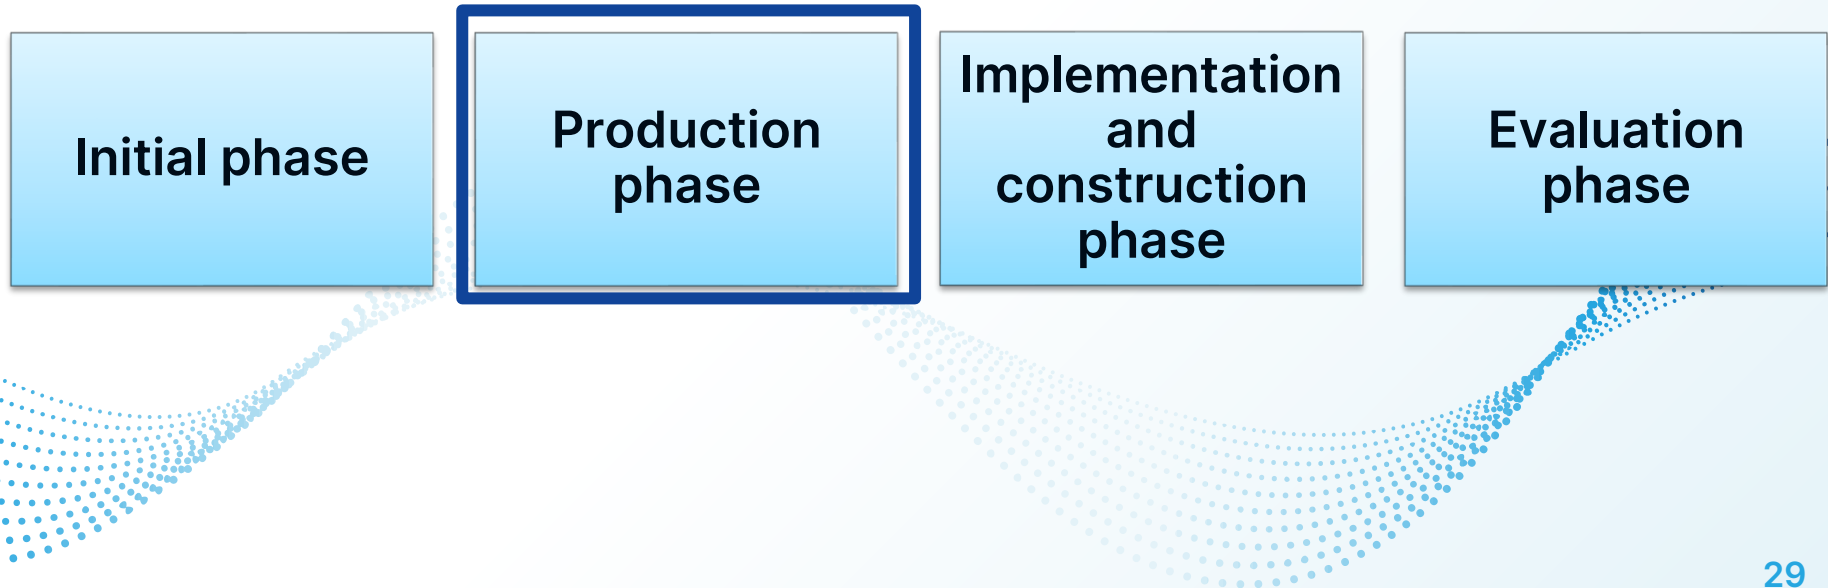 Initial phase
Production
phase
Implementation
and
construction
phase
Evaluation
phase
29